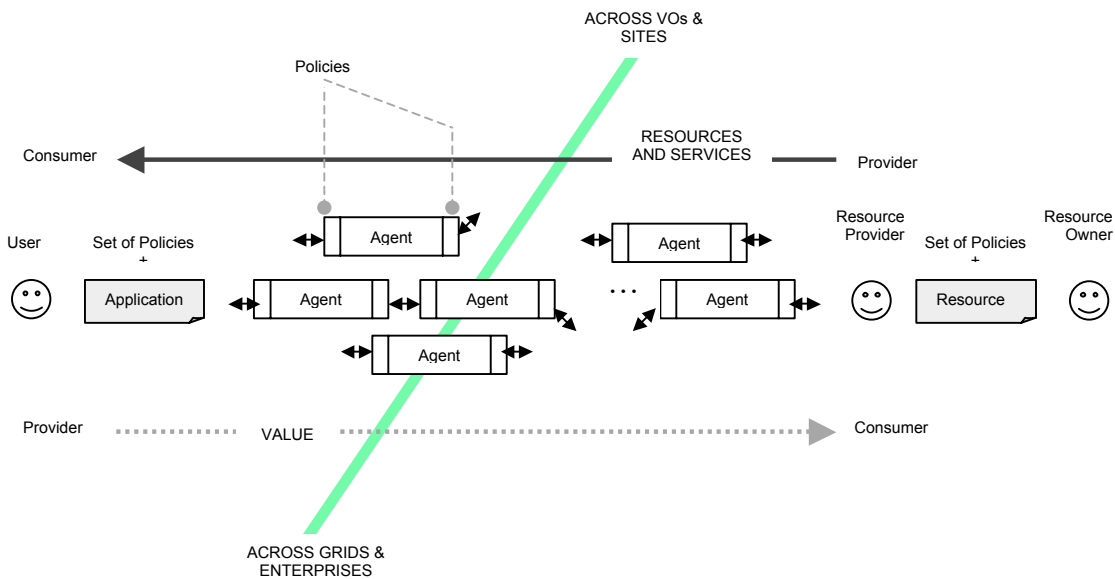 ACROSS VOs &
SITES
Policies
RESOURCES
AND SERVICES
Consumer
Provider
Agent
Agent
User
Set of Policies
+
Resource
Provider
Set of Policies
+
Resource
Owner
Application
Agent
Agent
...
Agent
Resource
Agent
Provider
VALUE
Consumer
ACROSS GRIDS &
ENTERPRISES